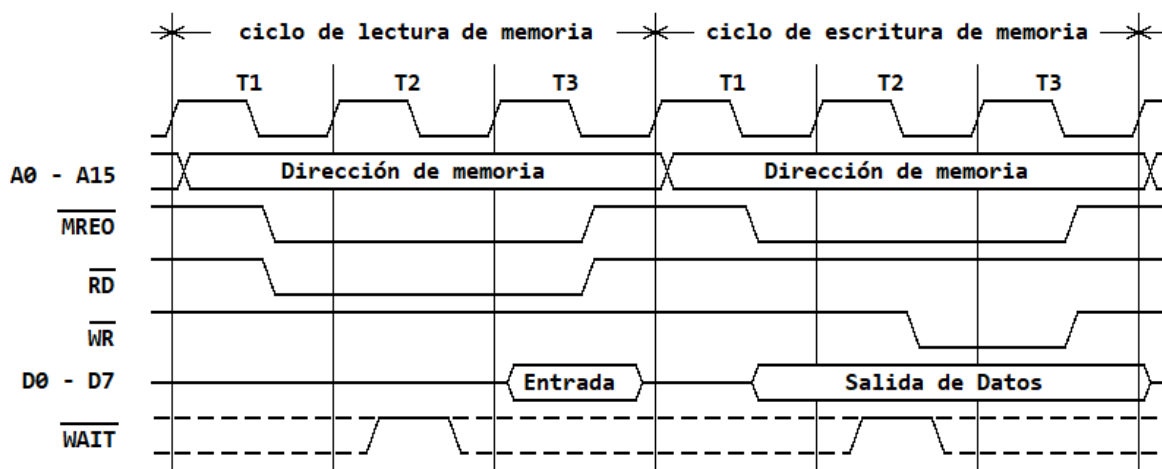 ciclo de lectura de memoria ciclo de escritura de memoria
T1 T2 T3 T1 T2 T3
A0 - A15 Dirección de memoria Dirección de memoria
MREO
RD
WR
D0 - D7 Entrada Salida de Datos
WAIT